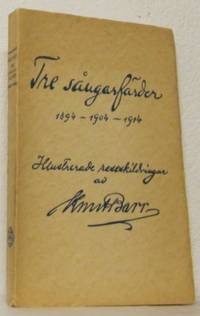 Tre sångarfärder
1894 - 1904 - 1914
Illustrerade reseskildringar
av
Knut Barr